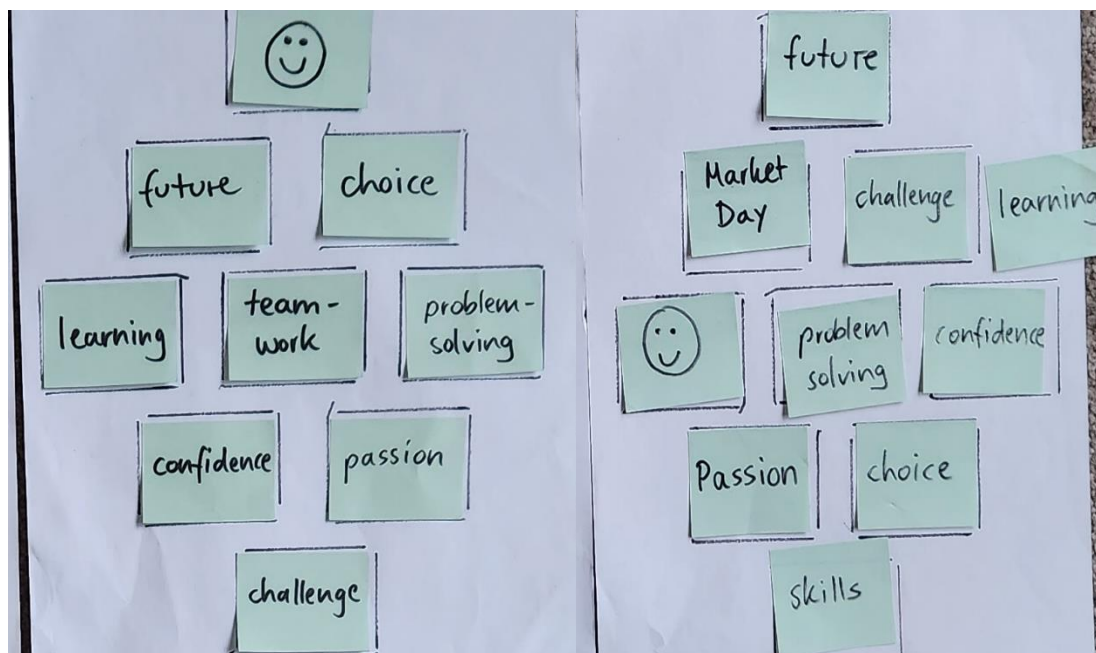 future
choice
learning
team-
work
problem-
solving
confidence
passion
challenge
future
Market
Day
challenge
learning
problem
solving
confidence
Passion
choice
skills